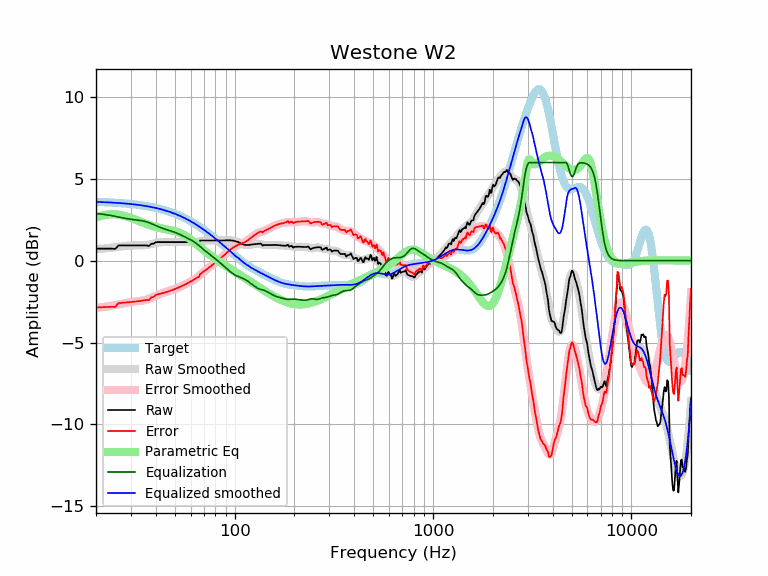 Westone W2
10
5
0
−5
−10
−15
Amplitude (dBr)
Target
Raw Smoothed
Error Smoothed
Raw
Error
Parametric Eq
Equalization
Equalized smoothed
100
1000
10000
Frequency (Hz)